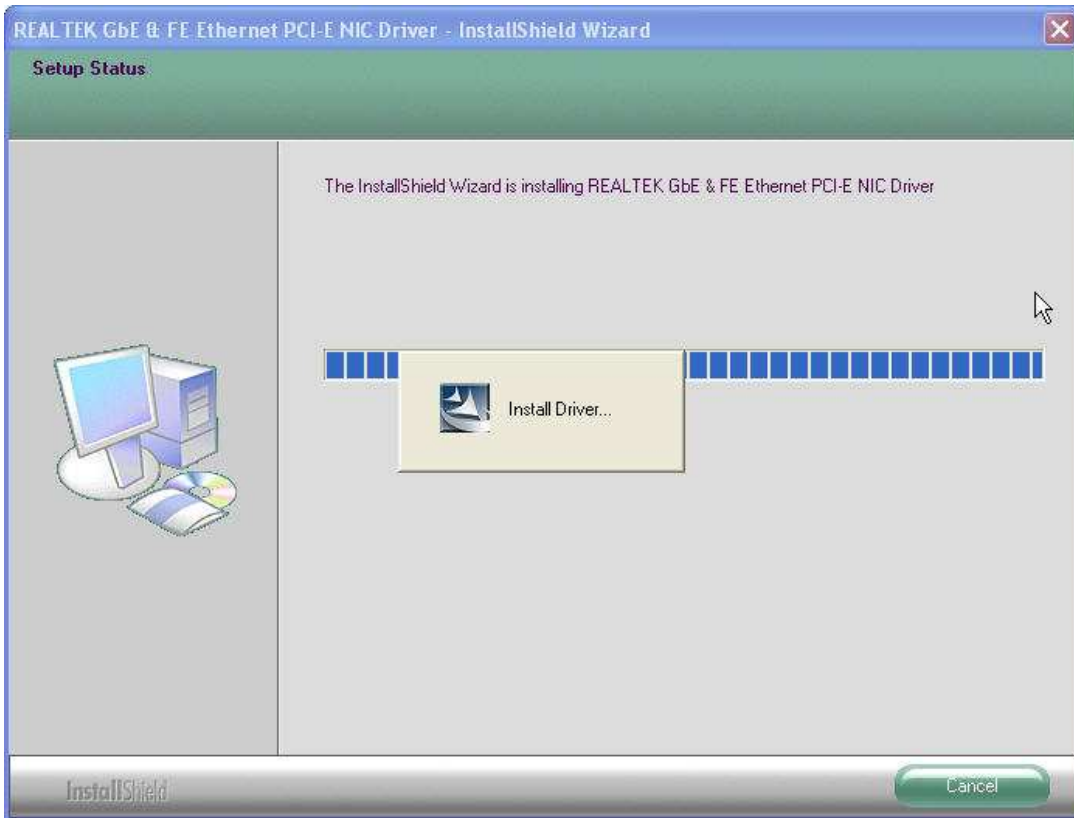 REALTEK GbE & FE Ethernet PCI-E NIC Driver - InstallShield Wizard
Setup Status
The InstallShield Wizard is installing REALTEK GbE & FE Ethernet PCI-E NIC Driver
Install Driver...
InstallShield
Cancel